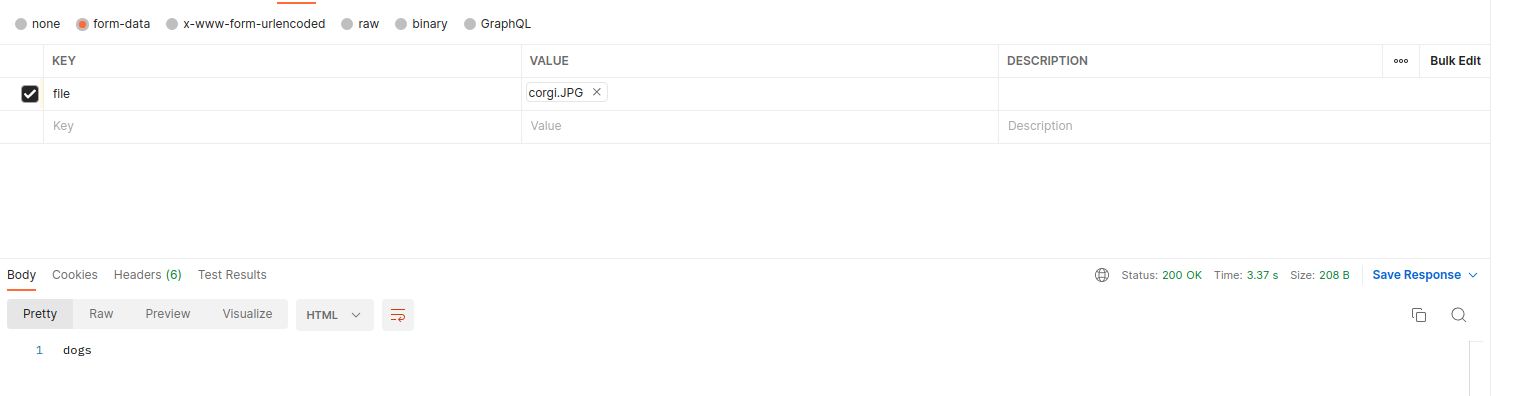 none form-data x-www-form-urlencoded raw binary GraphQL
KEY VALUE DESCRIPTION ooo Bulk Edit
file corgi.JPG
Key Value Description
Body Cookies Headers (6) Test Results Status: 200 OK Time: 3.37 s Size: 208 B Save Response
Pretty Raw Preview Visualize HTML
1 dogs